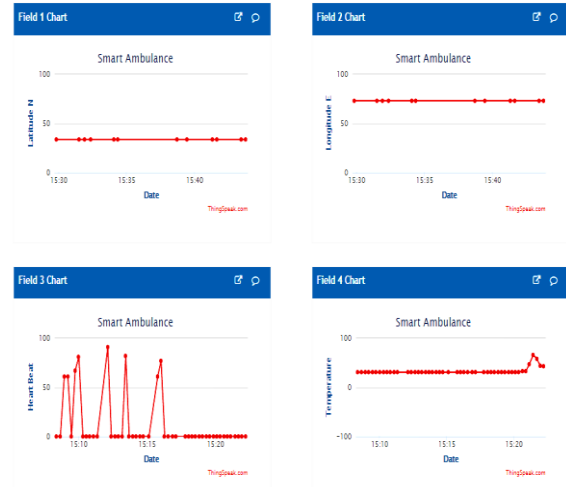 Field 1 Chart
Smart Ambulance
100
50
0
Latitude N
15:30 15:35 15:40
Date
ThingSpeak.com
Field 2 Chart
Smart Ambulance
100
50
0
Longitude E
15:30 15:35 15:40
Date
ThingSpeak.com
Field 3 Chart
Smart Ambulance
100
50
0
Heart Beat
15:10 15:15 15:20
Date
ThingSpeak.com
Field 4 Chart
Smart Ambulance
100
0
-100
Temperature
15:10 15:15 15:20
Date
ThingSpeak.com